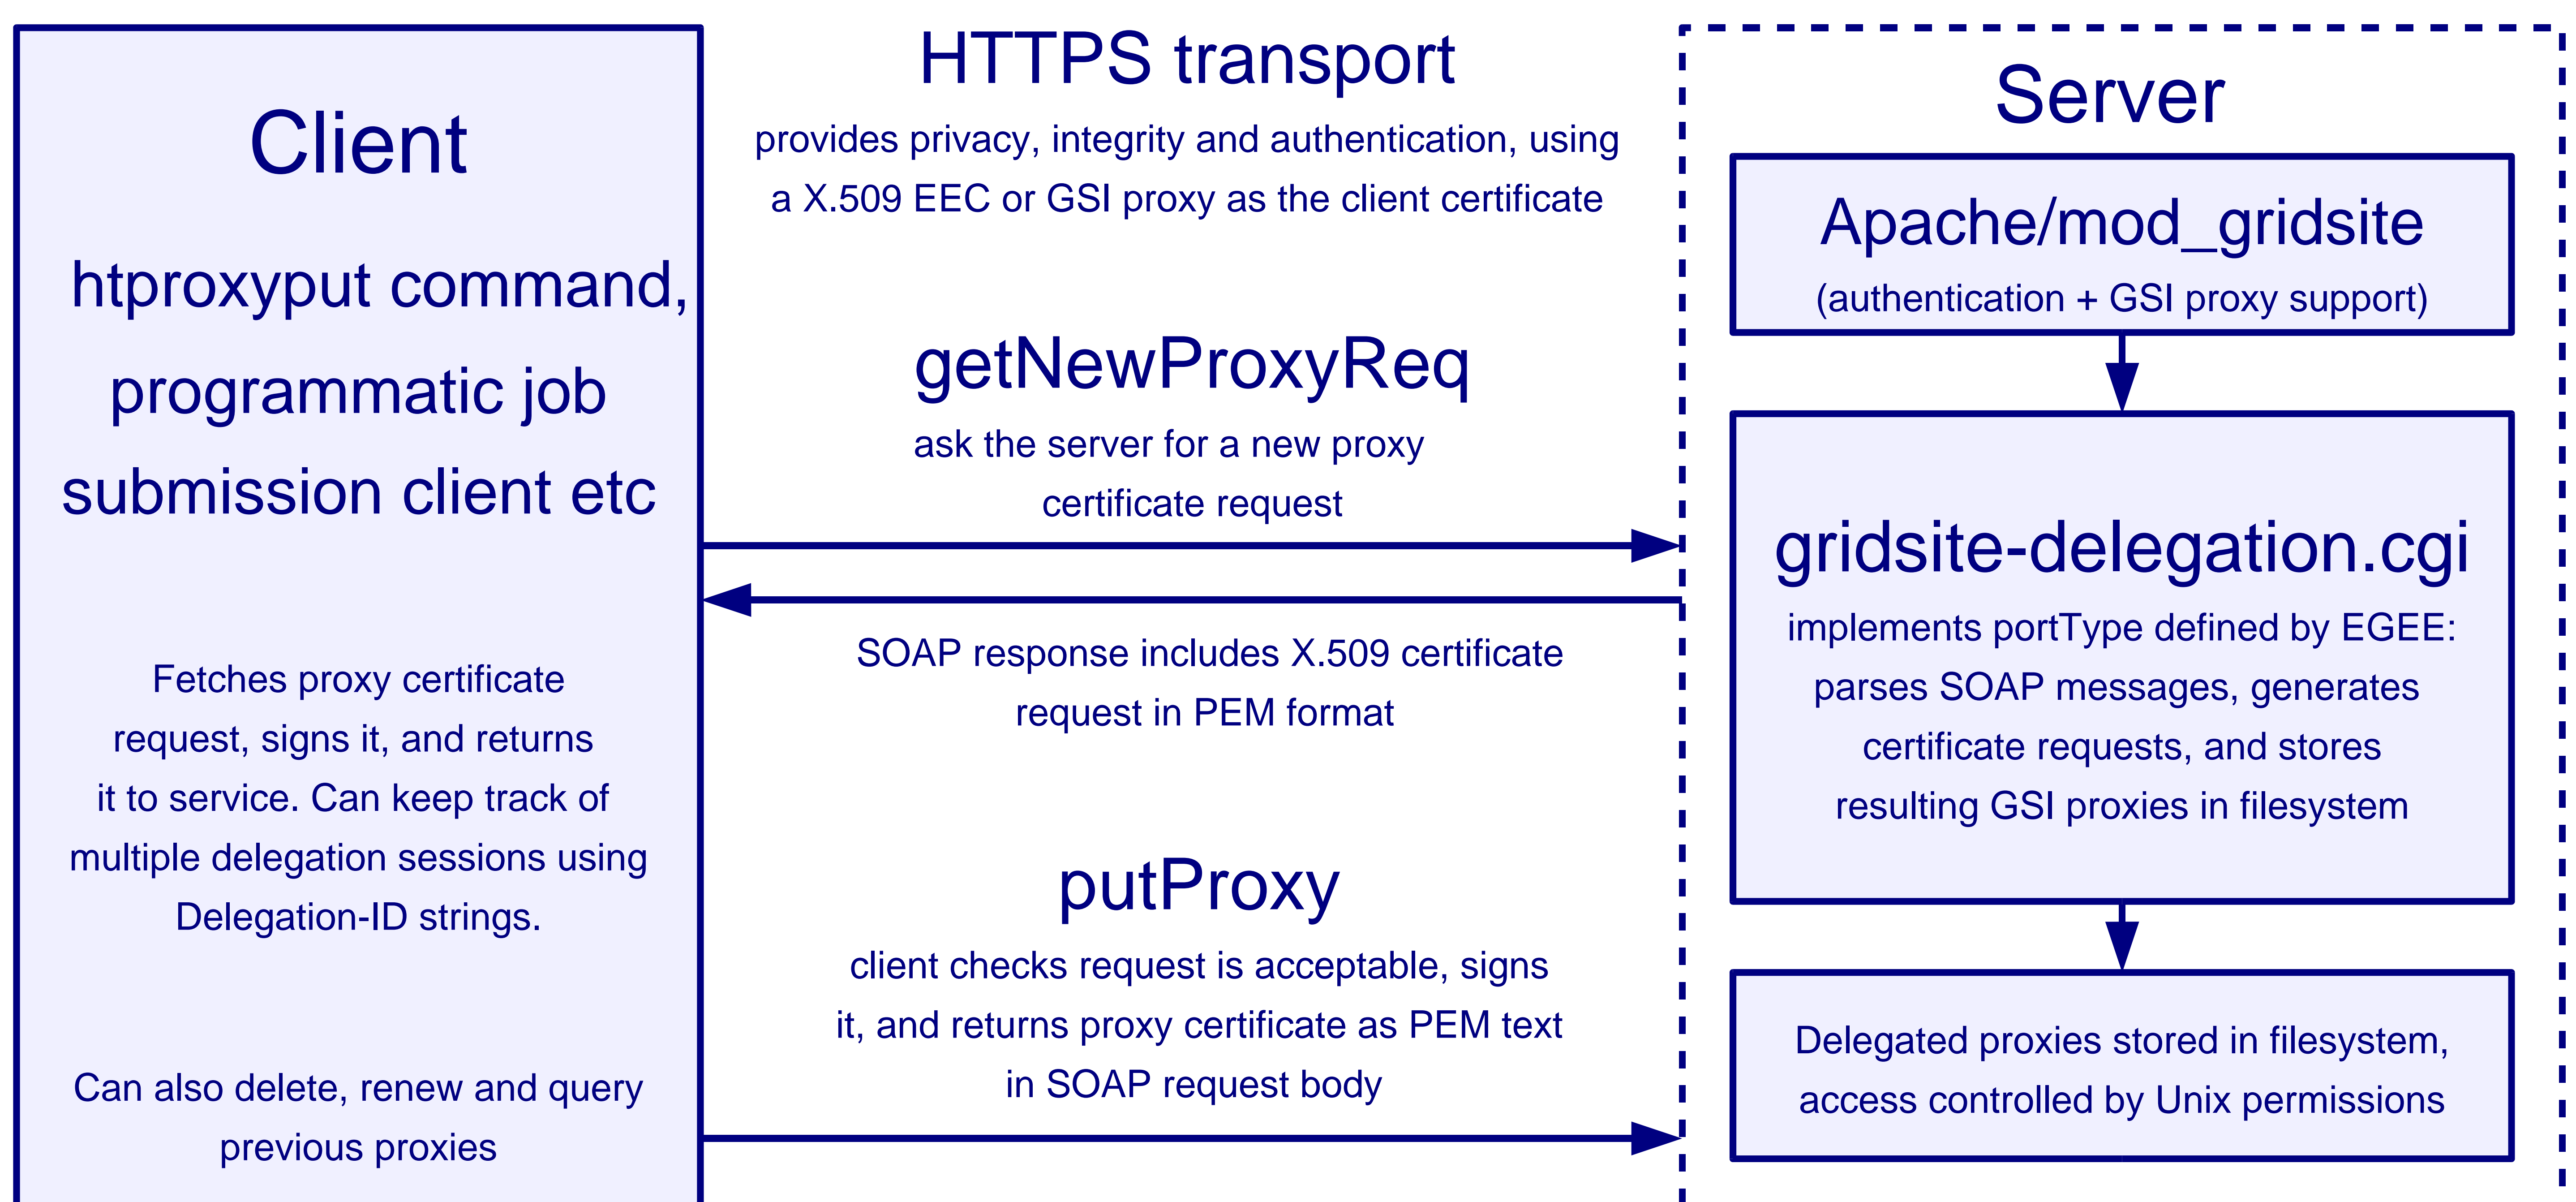 Client
htproxyput command,
programmatic job
submission client etc
Fetches proxy certificate
request, signs it, and returns
it to service. Can keep track of
multiple delegation sessions using
Delegation-ID strings.
Can also delete, renew and query
previous proxies
HTTPS transport
provides privacy, integrity and authentication, using
a X.509 EEC or GSI proxy as the client certificate
getNewProxyReq
ask the server for a new proxy
certificate request
SOAP response includes X.509 certificate
request in PEM format
putProxy
client checks request is acceptable, signs
it, and returns proxy certificate as PEM text
in SOAP request body
Server
Apache/mod_gridsite
(authentication + GSI proxy support)
gridsite-delegation.cgi
implements portType defined by EGEE:
parses SOAP messages, generates
certificate requests, and stores
resulting GSI proxies in filesystem
Delegated proxies stored in filesystem,
access controlled by Unix permissions